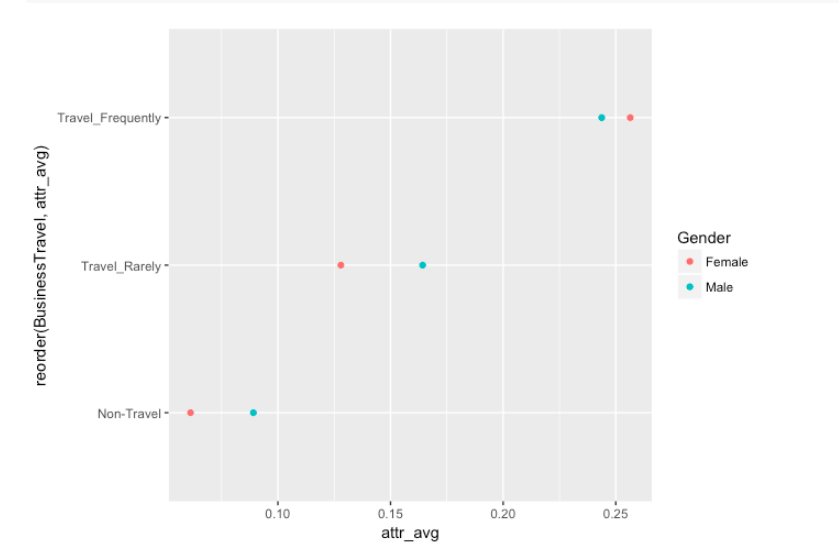 Travel_Frequently
Travel_Rarely
Non-Travel
reorder(BusinessTravel, attr_avg)
0.10 0.15 0.20 0.25
attr_avg
Gender
Female
Male